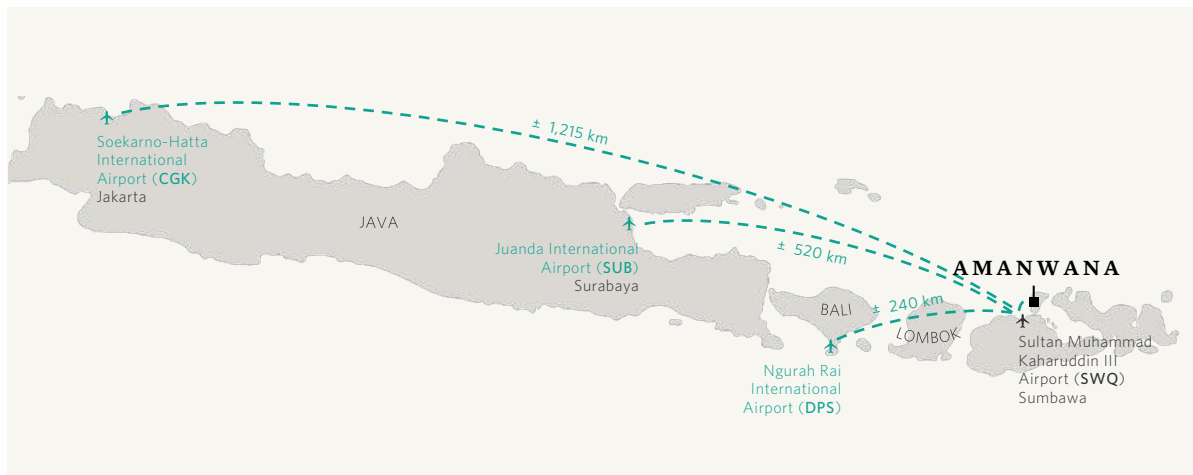 ± 1,215 km
Soekarno-Hatta
International
Airport (CGK)
Jakarta
JAVA
Juanda International
Airport (SUB)
Surabaya
± 520 km
AMANWANA
± 240 km
BALI
LOMBOK
Sultan Muhammad
Kaharuddin III
Airport (SWQ)
Sumbawa
Ngurah Rai
International
Airport (DPS)